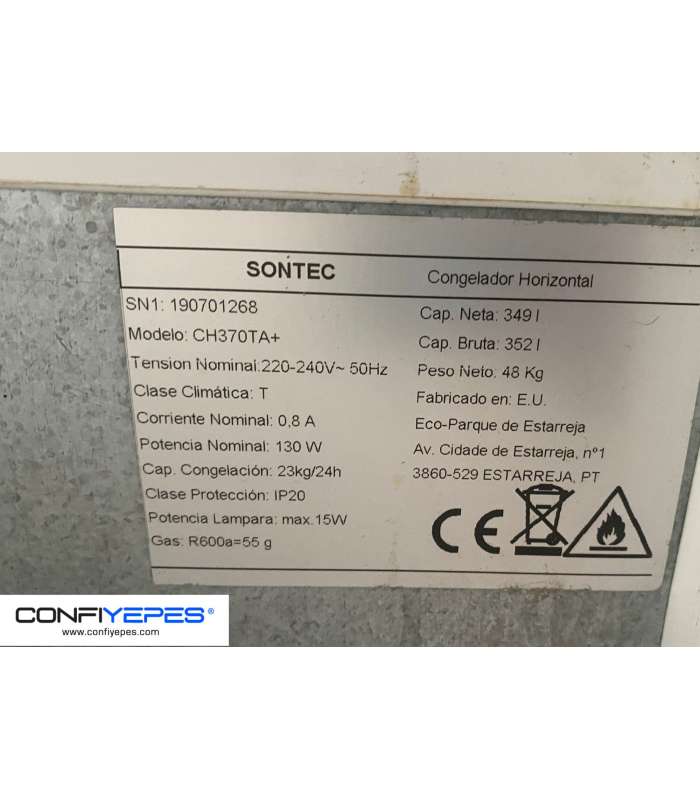 SONTEC
Congelador Horizontal
SN1: 190701268
Modelo: CH370TA+
Tension Nominal:220-240V~ 50Hz
Clase Climática: T
Corriente Nominal: 0,8 A
Potencia Nominal: 130 W
Cap. Congelación: 23kg/24h
Clase Protección: IP20
Potencia Lampara: max.15W
Gas: R600a=55 g
Cap. Neta: 349 l
Cap. Bruta: 352 l
Peso Neto: 48 Kg
Fabricado en: E.U.
Eco-Parque de Estarreja
Av. Cidade de Estarreja, nº1
3860-529 ESTARREJA, PT
CE
CONFIYEPES®
www.confiyepes.com